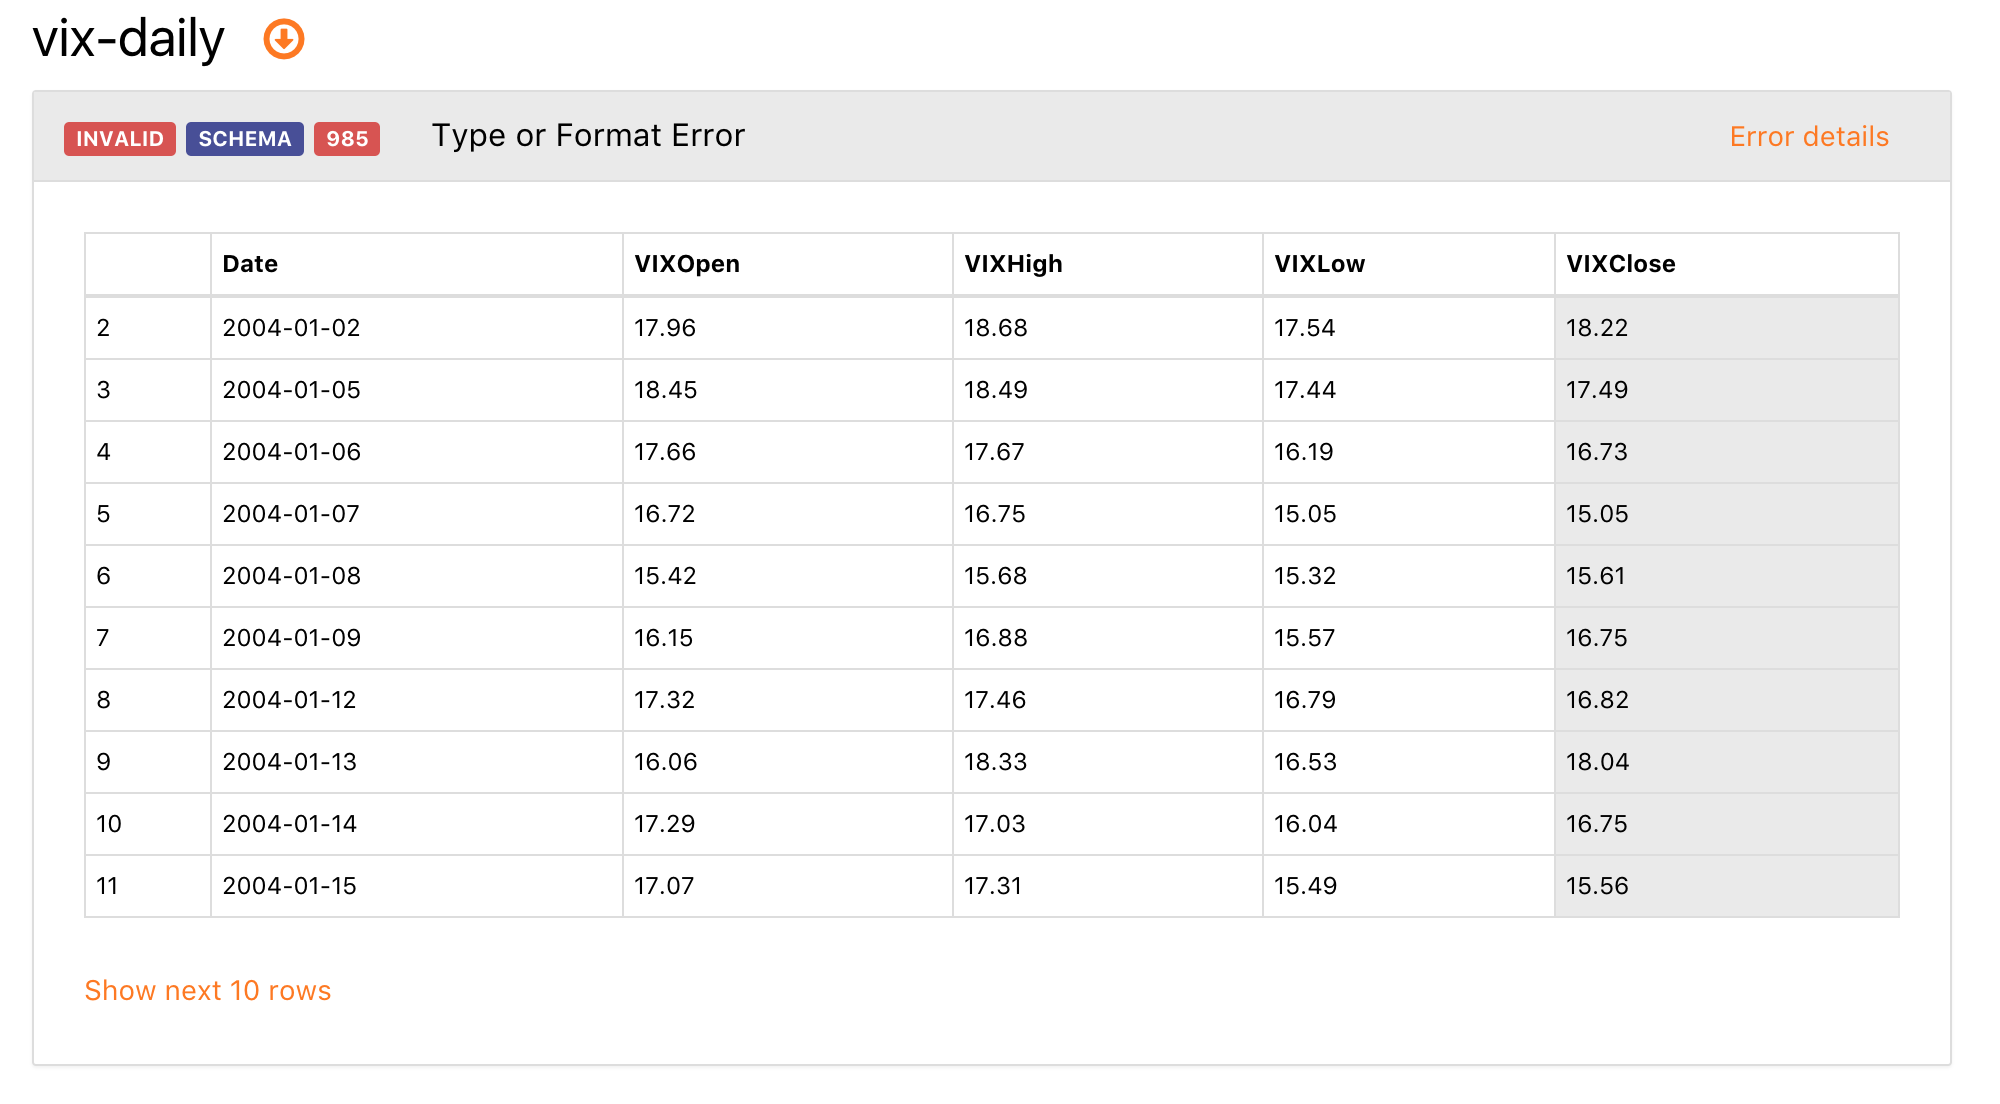 vix-daily
INVALID SCHEMA 985 Type or Format Error Error details
Date VIXOpen VIXHigh VIXLow VIXClose
2 2004-01-02 17.96 18.68 17.54 18.22
3 2004-01-05 18.45 18.49 17.44 17.49
4 2004-01-06 17.66 17.67 16.19 16.73
5 2004-01-07 16.72 16.75 15.05 15.05
6 2004-01-08 15.42 15.68 15.32 15.61
7 2004-01-09 16.15 16.88 15.57 16.75
8 2004-01-12 17.32 17.46 16.79 16.82
9 2004-01-13 16.06 18.33 16.53 18.04
10 2004-01-14 17.29 17.03 16.04 16.75
11 2004-01-15 17.07 17.31 15.49 15.56
Show next 10 rows